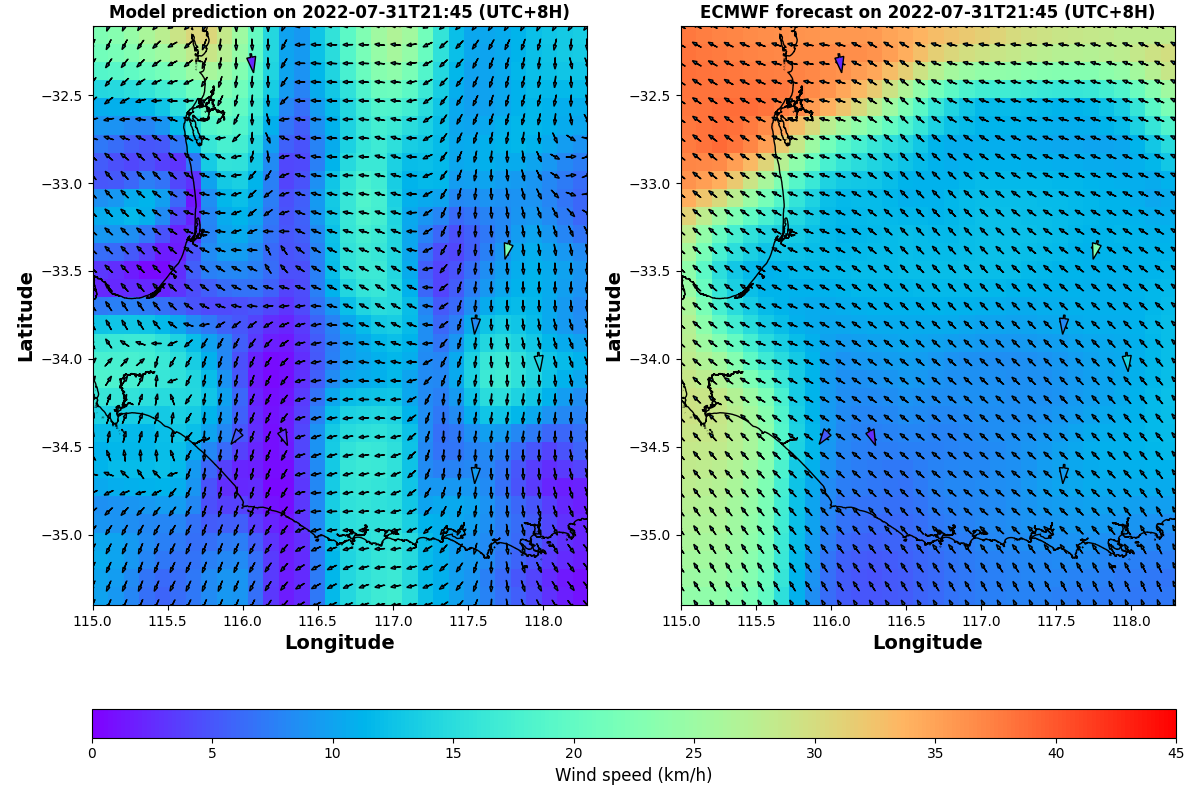 Model prediction on 2022-07-31T21:45 (UTC+8H)
ECMWF forecast on 2022-07-31T21:45 (UTC+8H)
Latitude
−32.5
−33.0
−33.5
−34.0
−34.5
−35.0
115.0 115.5 116.0 116.5 117.0 117.5 118.0
Longitude
Latitude
−32.5
−33.0
−33.5
−34.0
−34.5
−35.0
115.0 115.5 116.0 116.5 117.0 117.5 118.0
Longitude
0 5 10 15 20 25 30 35 40 45
Wind speed (km/h)